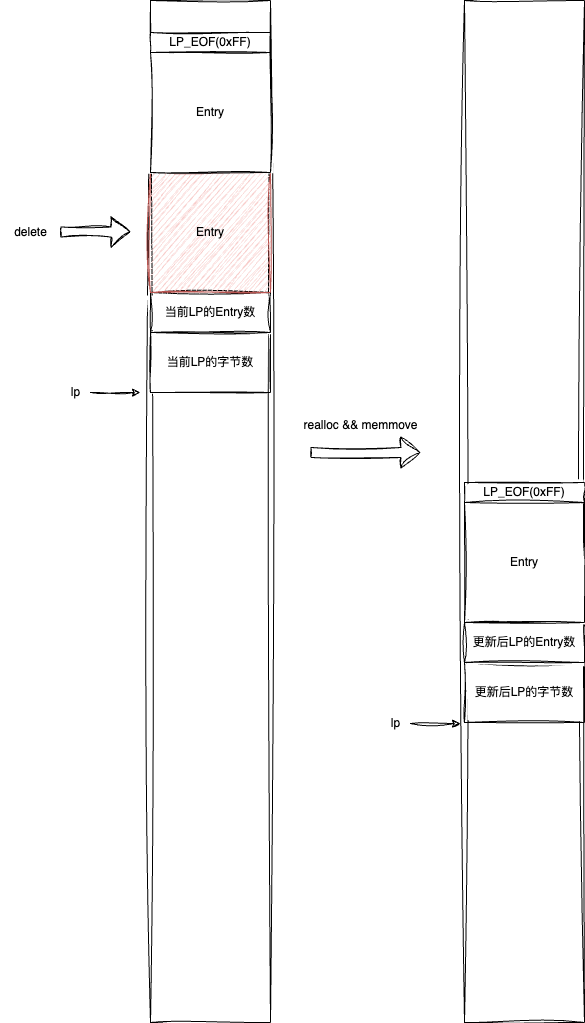 LP_EOF(0xFF)
Entry
delete
Entry
当前LP的Entry数
当前LP的字节数
lp
realloc && memmove
LP_EOF(0xFF)
Entry
更新后LP的Entry数
更新后LP的字节数
lp